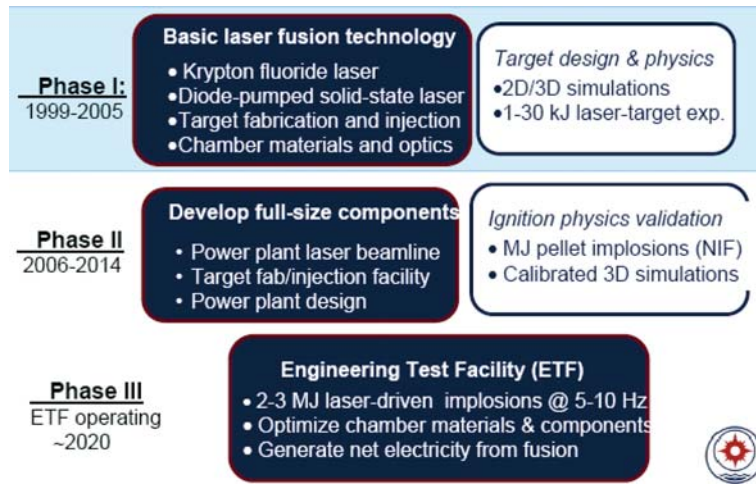 Basic laser fusion technology
Phase I:
1999-2005
• Krypton fluoride laser
• Diode-pumped solid-state laser
• Target fabrication and injection
• Chamber materials and optics
Target design & physics
•2D/3D simulations
•1-30 kJ laser-target exp.
Phase II
2006-2014
Develop full-size components
• Power plant laser beamline
• Target fab/injection facility
• Power plant design
Ignition physics validation
• MJ pellet implosions (NIF)
• Calibrated 3D simulations
Phase III
ETF operating
~2020
Engineering Test Facility (ETF)
• 2-3 MJ laser-driven implosions @ 5-10 Hz
• Optimize chamber materials & components
• Generate net electricity from fusion